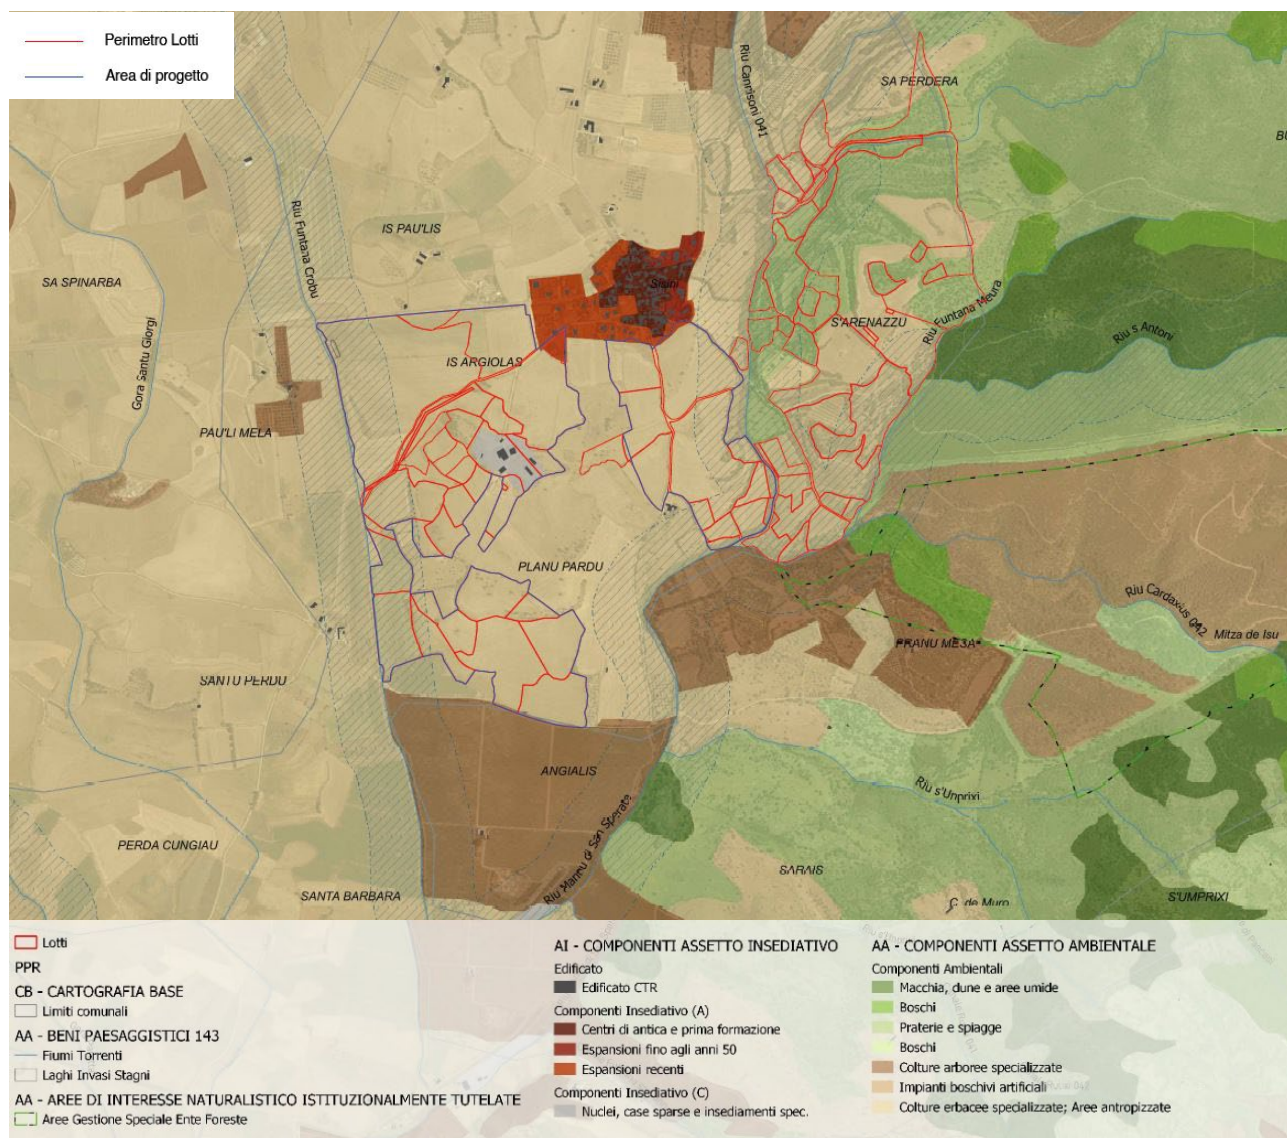 Perimetro Lotti
Area di progetto
Riu Canrisoni 041
SA PERDERA
Riu Funtana Crobu
IS PAU'LIS
SA SPINARBA
Sisini
Gora Santu Giorgi
S'ARENAZZU
Riu Funtana Meura
Riu s'Antoni
IS ARGIOLAS
PAU'LI MELA
PLANU PARDU
Riu Cardaxius 042
Mitza de Isu
PRANU MESA
SANTU PERDU
ANGIALIS
Riu s'Unprixi
PERDA CUNGIAU
Riu Mannu di San Sperate
SARAIS
SANTA BARBARA
C. de Muro
S'UMPRIXI
Lotti
PPR
CB - CARTOGRAFIA BASE
Limiti comunali
AA - BENI PAESAGGISTICI 143
Fiumi Torrenti
Laghi Invasi Stagni
AA - AREE DI INTERESSE NATURALISTICO ISTITUZIONALMENTE TUTELATE
Aree Gestione Speciale Ente Foreste
AI - COMPONENTI ASSETTO INSEDIATIVO
Edificato
Edificato CTR
Componenti Insediativo (A)
Centri di antica e prima formazione
Espansioni fino agli anni 50
Espansioni recenti
Componenti Insediativo (C)
Nuclei, case sparse e insediamenti spec.
AA - COMPONENTI ASSETTO AMBIENTALE
Componenti Ambientali
Macchia, dune e aree umide
Boschi
Praterie e spiagge
Boschi
Colture arboree specializzate
Impianti boschivi artificiali
Colture erbacee specializzate; Aree antropizzate